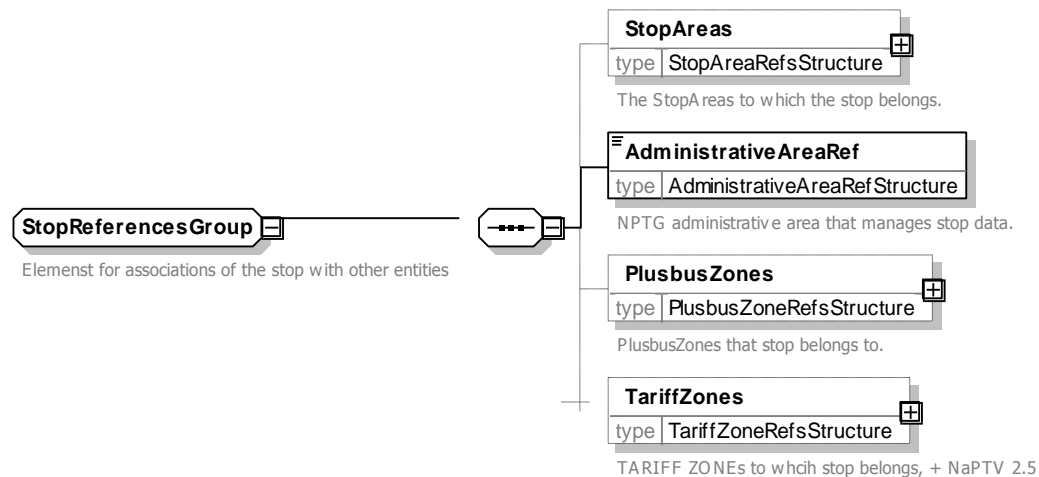 StopAreas
type StopAreaRefsStructure
The StopAreas to which the stop belongs.
AdministrativeAreaRef
type AdministrativeAreaRefStructure
NPTG administrative area that manages stop data.
StopReferencesGroup
Elemenst for associations of the stop with other entities
PlusbusZones
type PlusbusZoneRefsStructure
PlusbusZones that stop belongs to.
TariffZones
type TariffZoneRefsStructure
TARIFF ZONEs to whcih stop belongs, + NaPTV 2.5